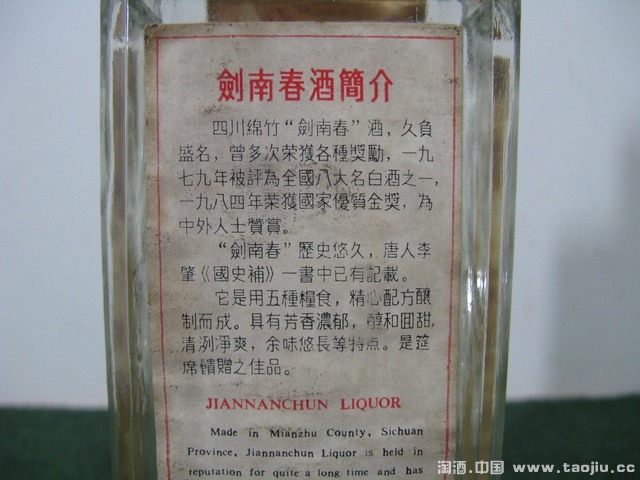 劍南春酒簡介
四川綿竹“劍南春”酒，久負
盛名，曾多次荣獲各種獎勵，一九
七九年被評為全國八大名白酒之一，
一九八四年荣獲國家優質金獎，為
中外人士贊賞。
“劍南春”歷史悠久，唐人李
肇《國史補》一書中已有記載。
它是用五種糧食，精心配方釀
制而成。具有芳香濃郁，醇和囬甜，
清洌淨爽，余味悠長等特点。是筵
席饋贈之佳品。
JIANNANCHUN LIQUOR
Made in Mianzhu County, Sichuan
Province, Jiannanchun Liquor is held in
reputation for quite a long time and has
淘酒.中国 www.taojiu.cc